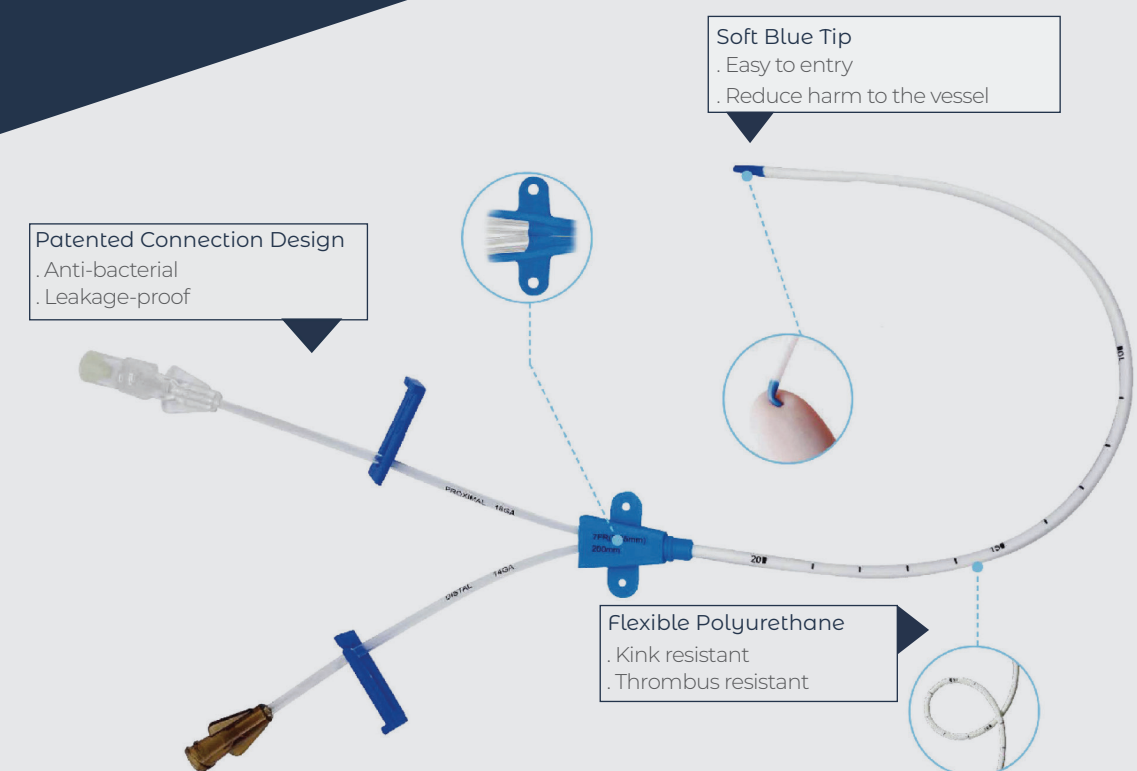 Soft Blue Tip
. Easy to entry
. Reduce harm to the vessel
Patented Connection Design
. Anti-bacterial
. Leakage-proof
PROXIMAL 18GA
200mm
DISTAL 14GA
20
15
10
Flexible Polyurethane
. Kink resistant
. Thrombus resistant